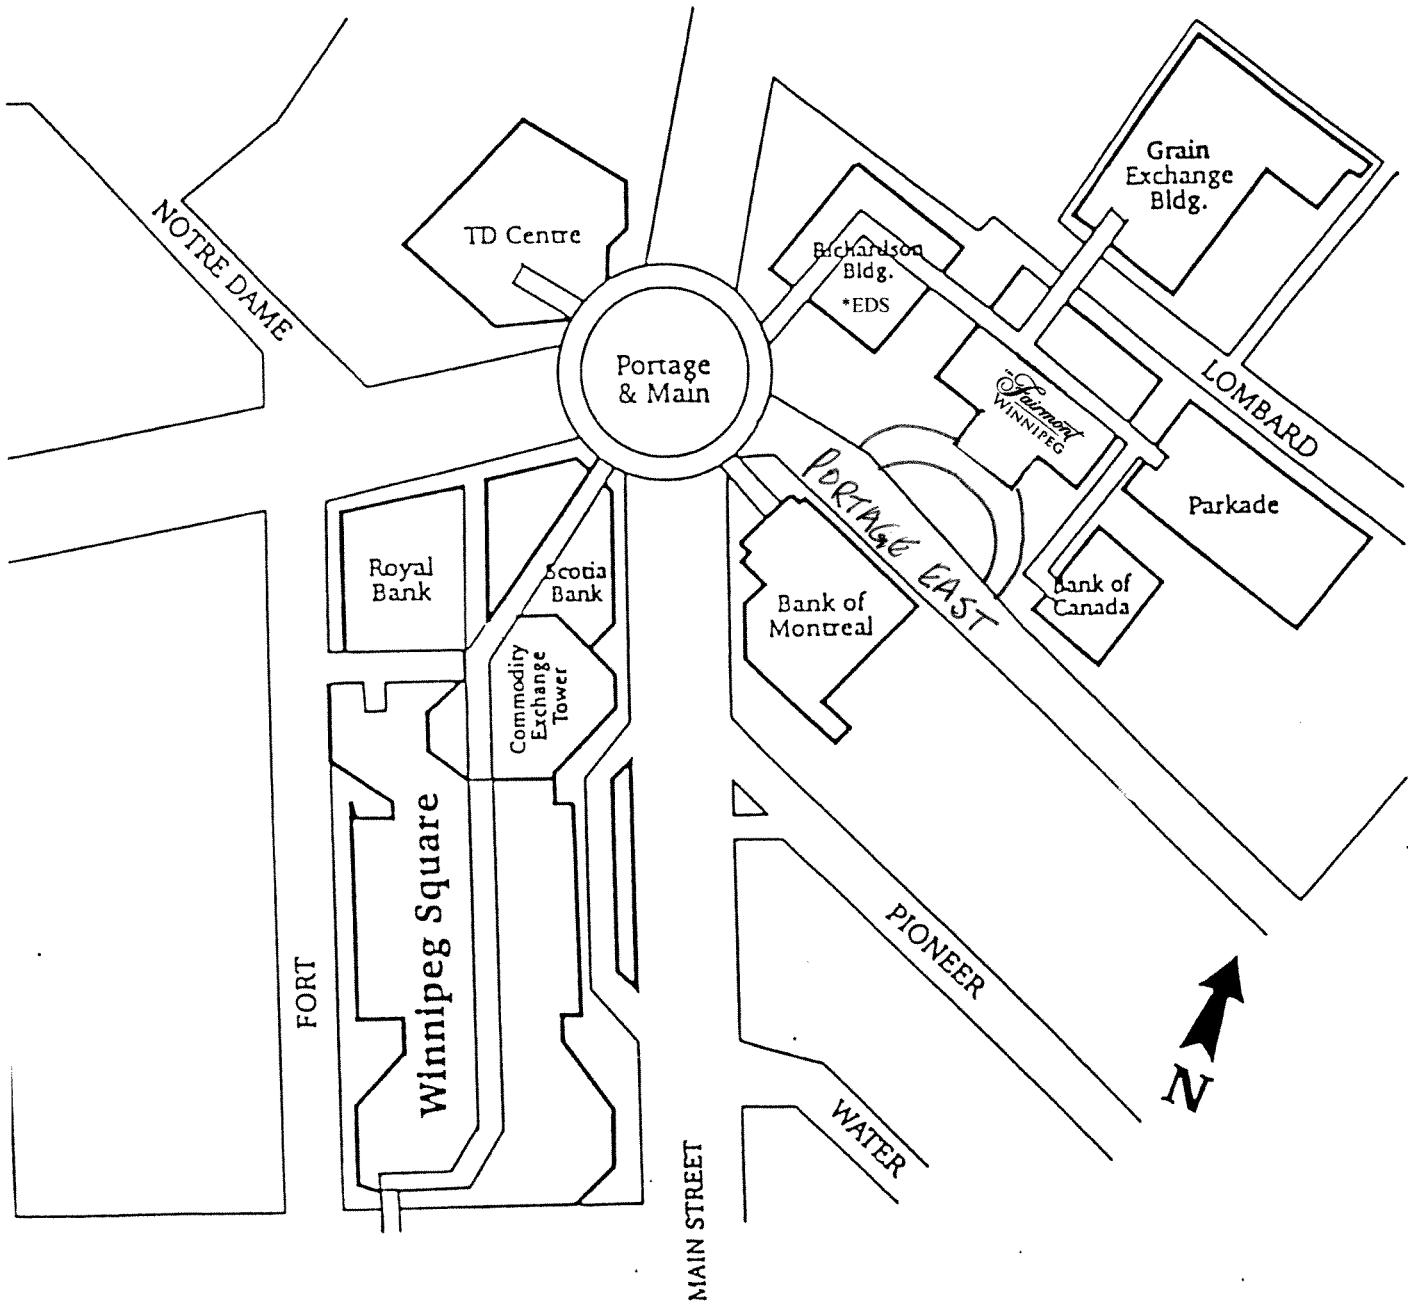 Grain
Exchange
Bldg.
NOTRE DAME
TD Centre
Richardson
Bldg.
*EDS
Portage
& Main
The
Fairmont
WINNIPEG
LOMBARD
PORTAGE EAST
Parkade
Royal
Bank
Scotia
Bank
Bank of
Montreal
Bank of
Canada
Commodity
Exchange
Tower
Winnipeg Square
FORT
PIONEER
N
WATER
MAIN STREET